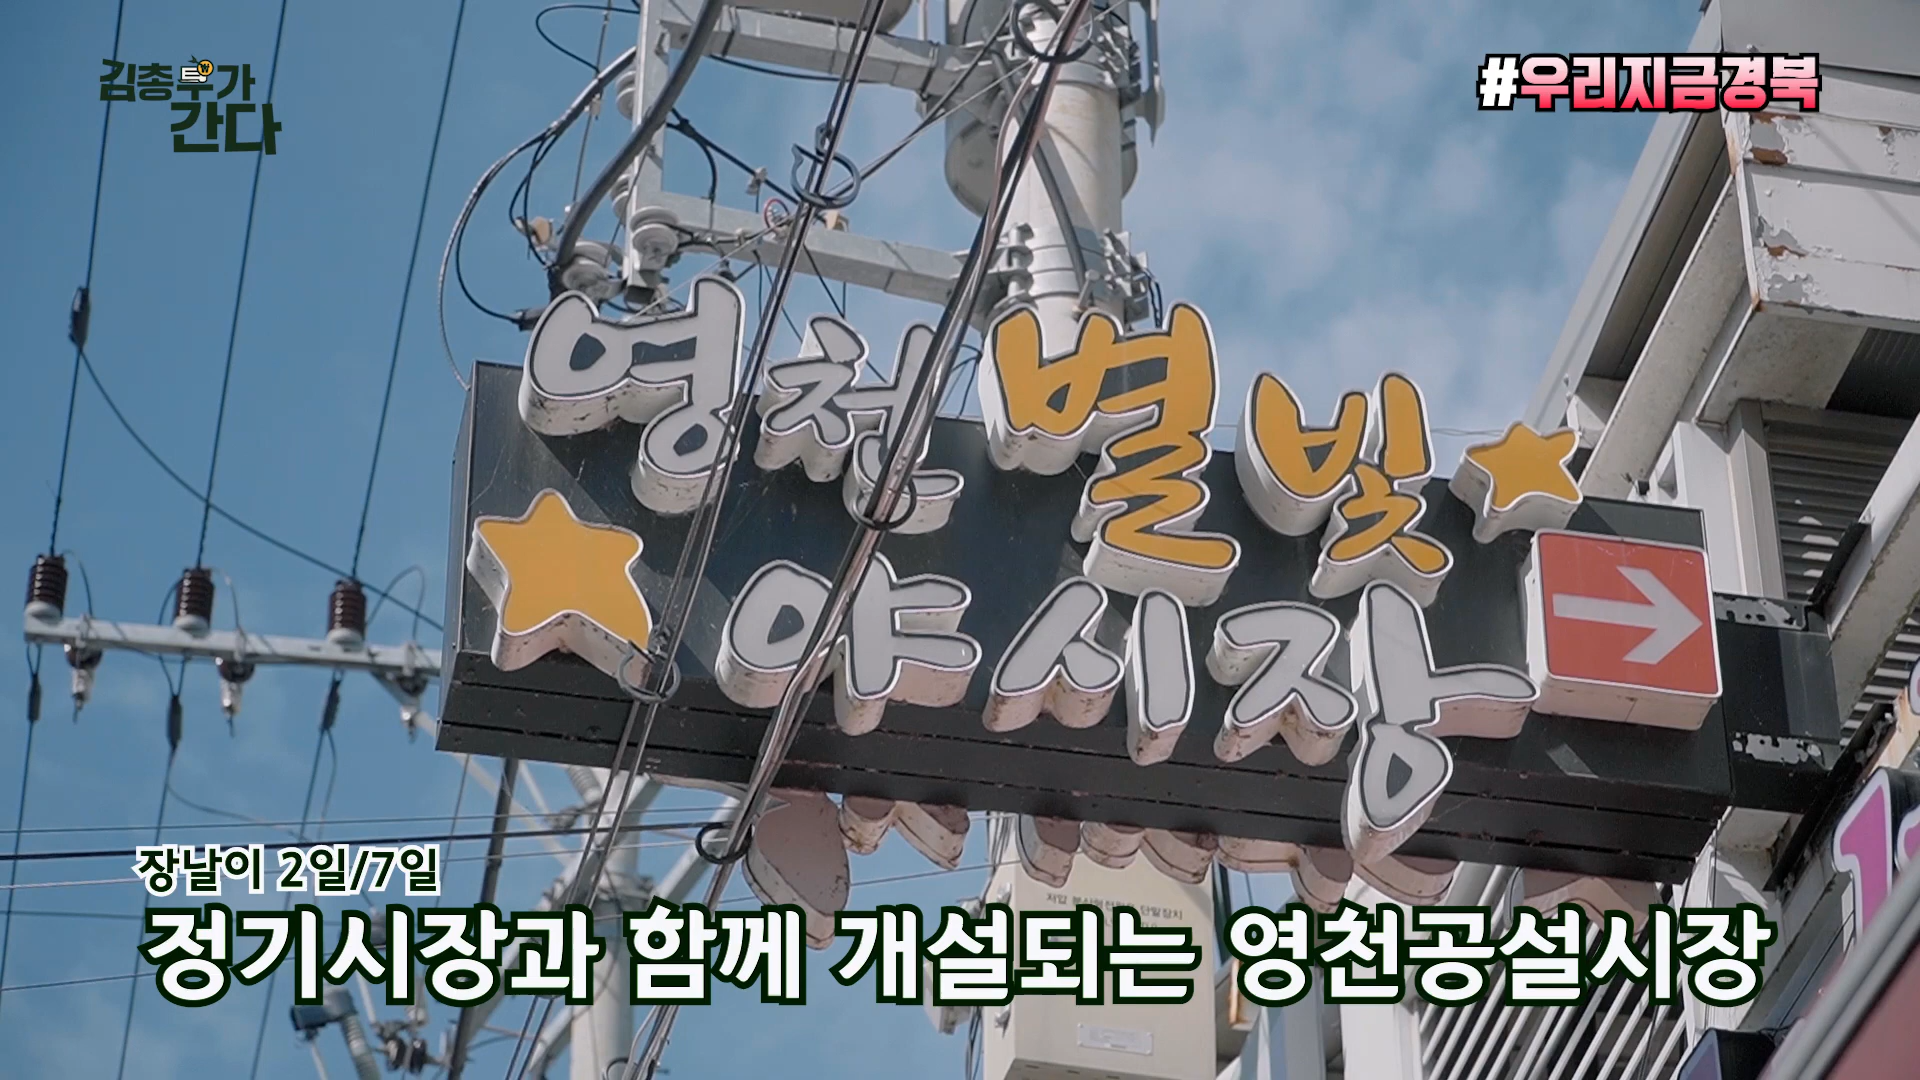 김총투가
간다
#우리지금경북
영천 별빛
야시장
장날이 2일/7일
정기시장과 함께 개설되는 영천공설시장